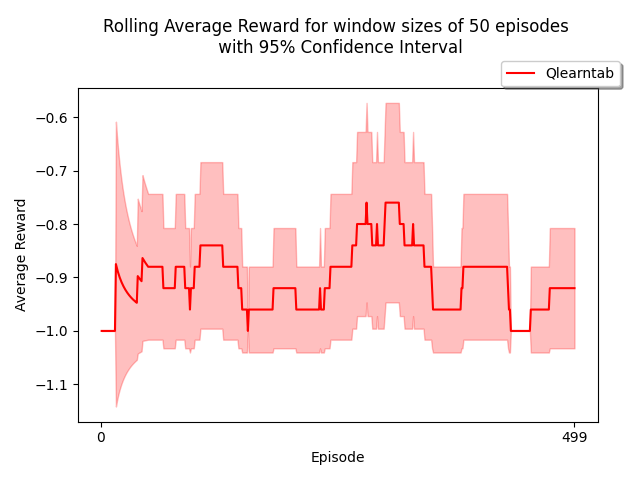 Rolling Average Reward for window sizes of 50 episodes
with 95% Confidence Interval
Qlearntab
−0.6
−0.7
−0.8
−0.9
−1.0
−1.1
Average Reward
0
499
Episode